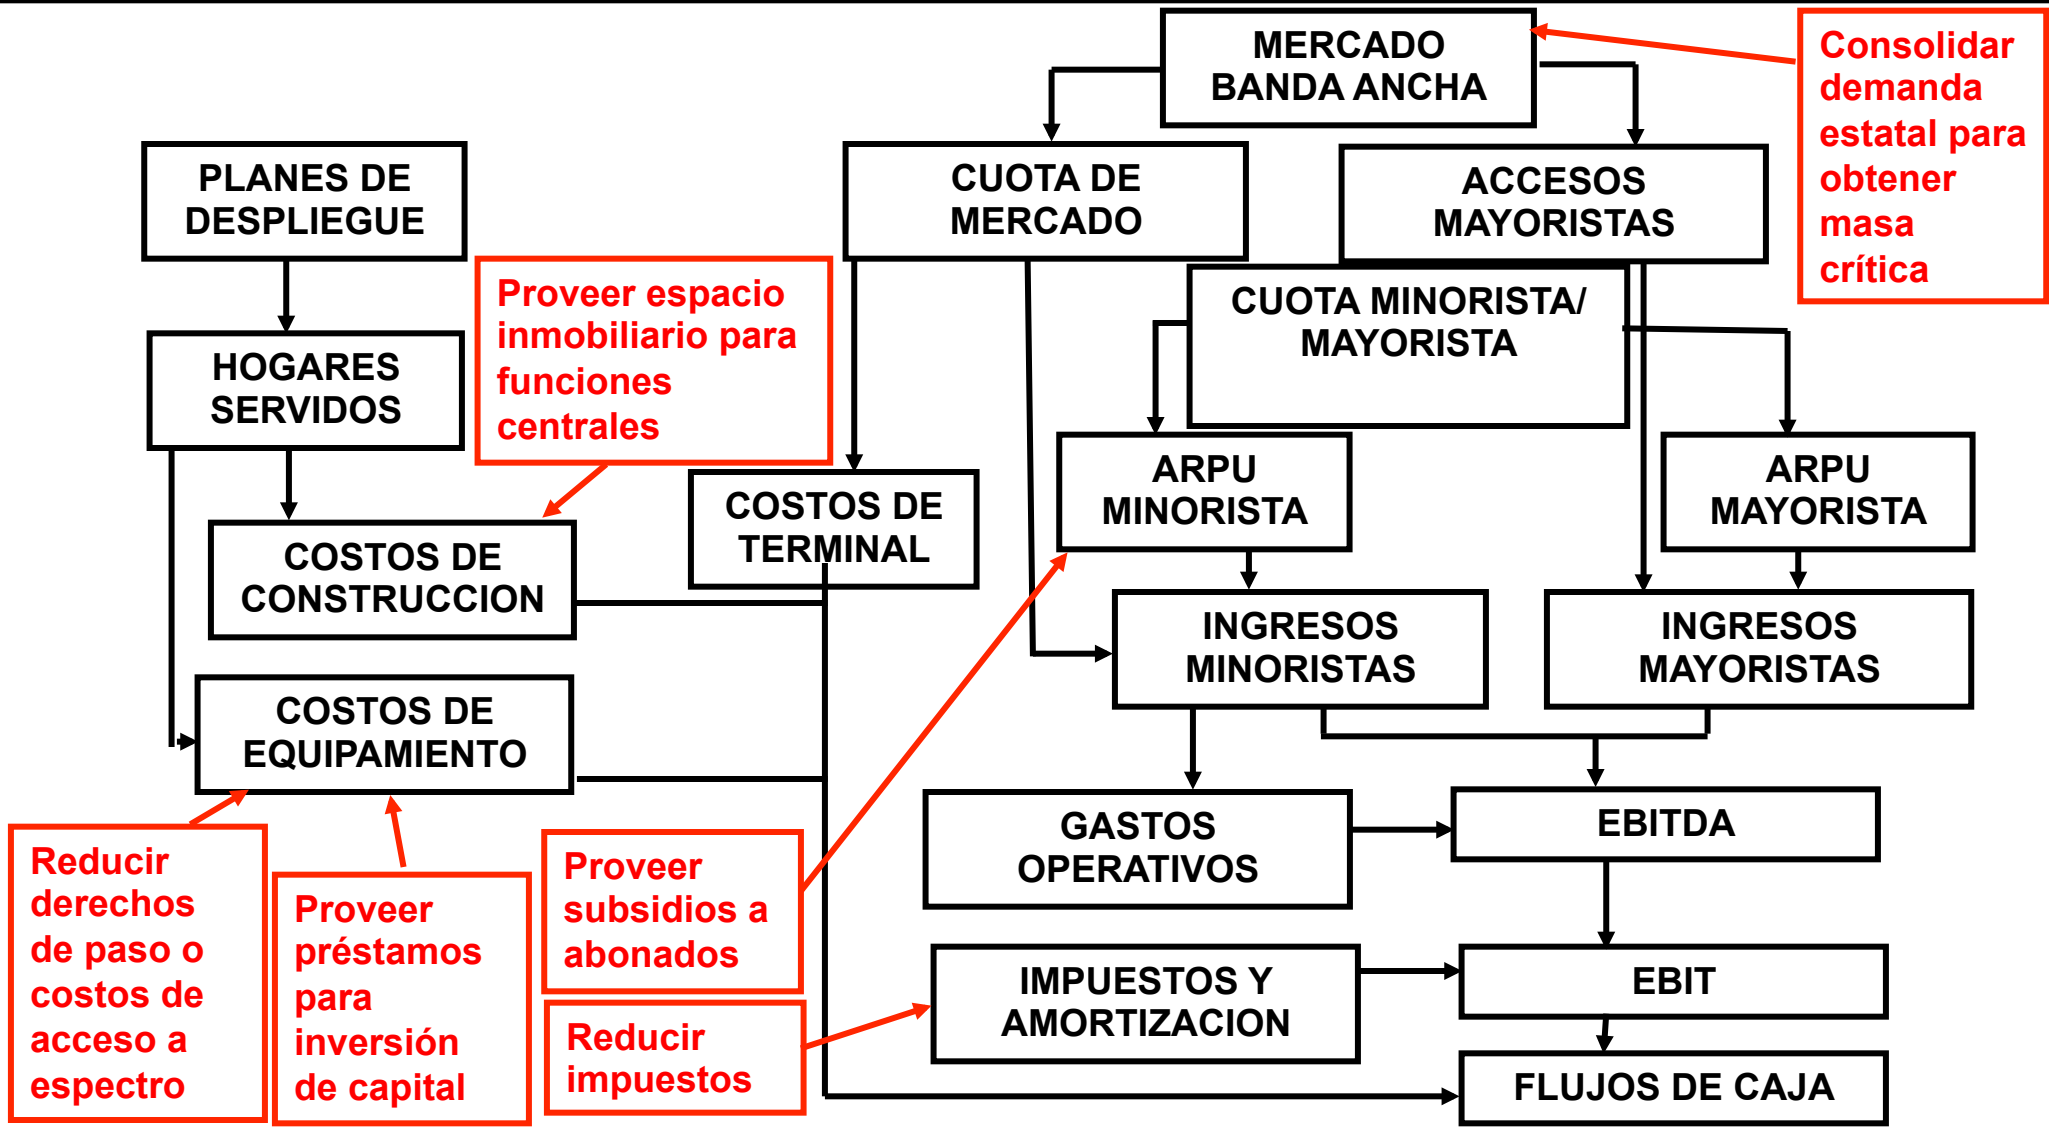 MERCADO
BANDA ANCHA
Consolidar
demanda
estatal para
obtener
masa
crítica
PLANES DE
DESPLIEGUE
CUOTA DE
MERCADO
ACCESOS
MAYORISTAS
Proveer espacio
inmobiliario para
funciones
centrales
CUOTA MINORISTA/
MAYORISTA
HOGARES
SERVIDOS
COSTOS DE
TERMINAL
ARPU
MINORISTA
ARPU
MAYORISTA
COSTOS DE
CONSTRUCCION
INGRESOS
MINORISTAS
INGRESOS
MAYORISTAS
COSTOS DE
EQUIPAMIENTO
GASTOS
OPERATIVOS
EBITDA
Reducir
derechos
de paso o
costos de
acceso a
espectro
Proveer
préstamos
para
inversión
de capital
Proveer
subsidios a
abonados
IMPUESTOS Y
AMORTIZACION
EBIT
Reducir
impuestos
FLUJOS DE CAJA